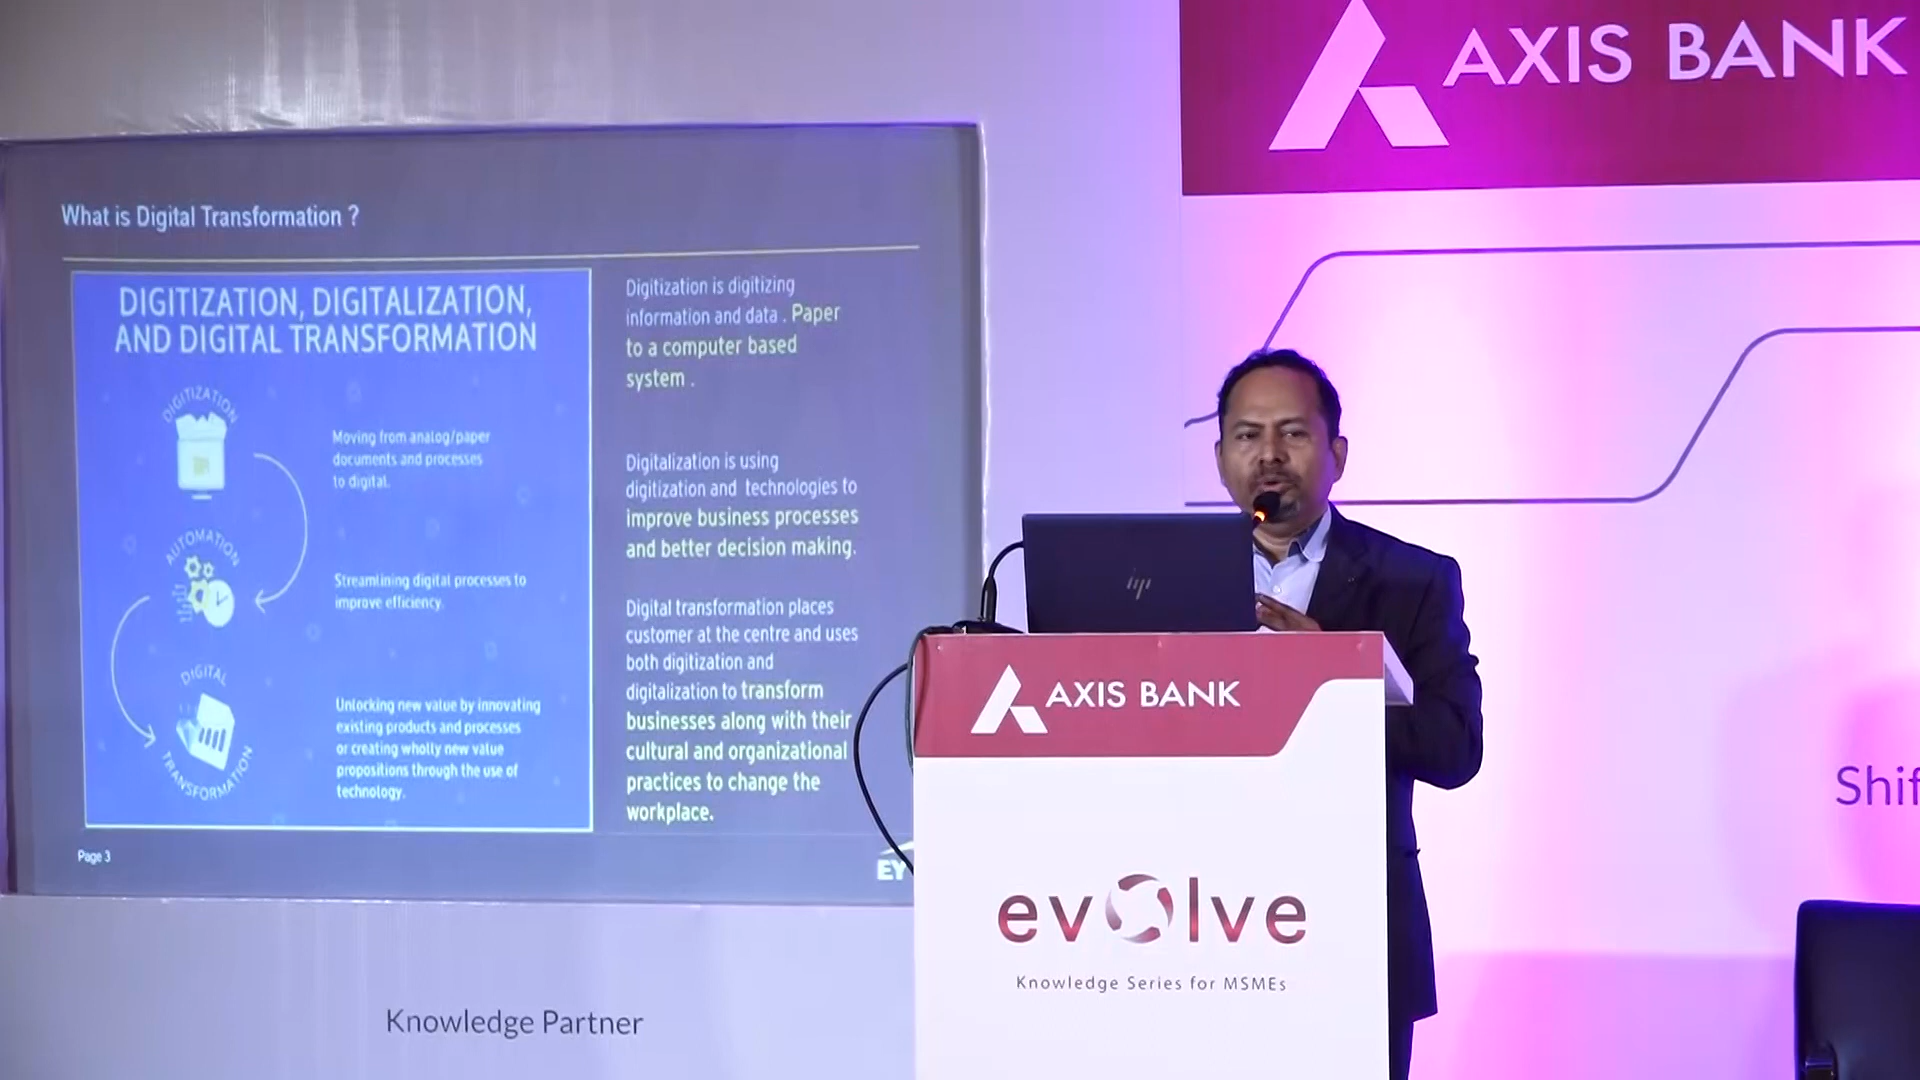 What is Digital Transformation ?
DIGITIZATION, DIGITALIZATION,
AND DIGITAL TRANSFORMATION
DIGITIZATION
Moving from analog/paper
documents and processes
to digital.
AUTOMATION
Streamlining digital processes to
improve efficiency.
DIGITAL
TRANSFORMATION
Unlocking new value by innovating
existing products and processes
or creating wholly new value
propositions through the use of
technology.
Digitization is digitizing
information and data . Paper
to a computer based
system .
Digitalization is using
digitization and technologies to
improve business processes
and better decision making.
Digital transformation places
customer at the centre and uses
both digitization and
digitalization to transform
businesses along with their
cultural and organizational
practices to change the
workplace.
Page 3
EY
Knowledge Partner
AXIS BANK
hp
AXIS BANK
evolve
Knowledge Series for MSMEs